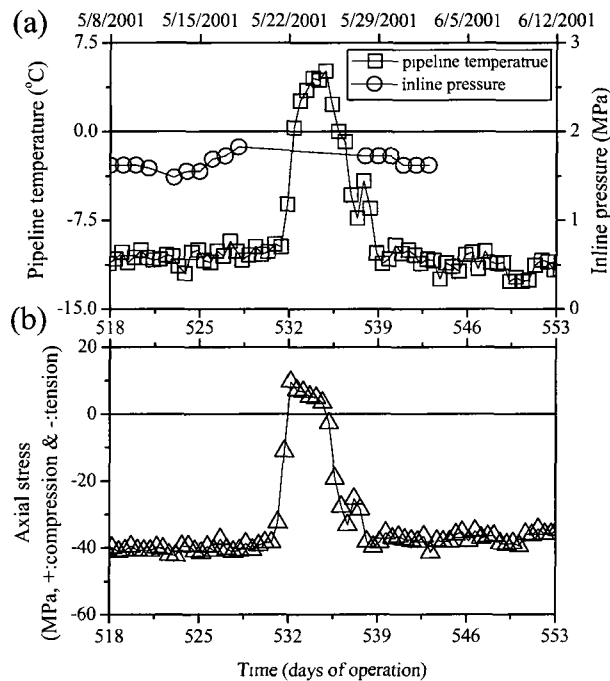 (a)
5/8/2001 5/15/2001 5/22/2001 5/29/2001 6/05/2001 6/12/2001
7.5
0.0
-7.5
-15.0
Pipeline temperature (°C)
pipeline temperatrue
inline pressure
3
2
1
0
Inline pressure (MPa)
518 525 532 539 546 553
(b)
20
0
-20
-40
-60
Axial stress
(MPa, +:compression & -:tension)
518 525 532 539 546 553
Time (days of operation)